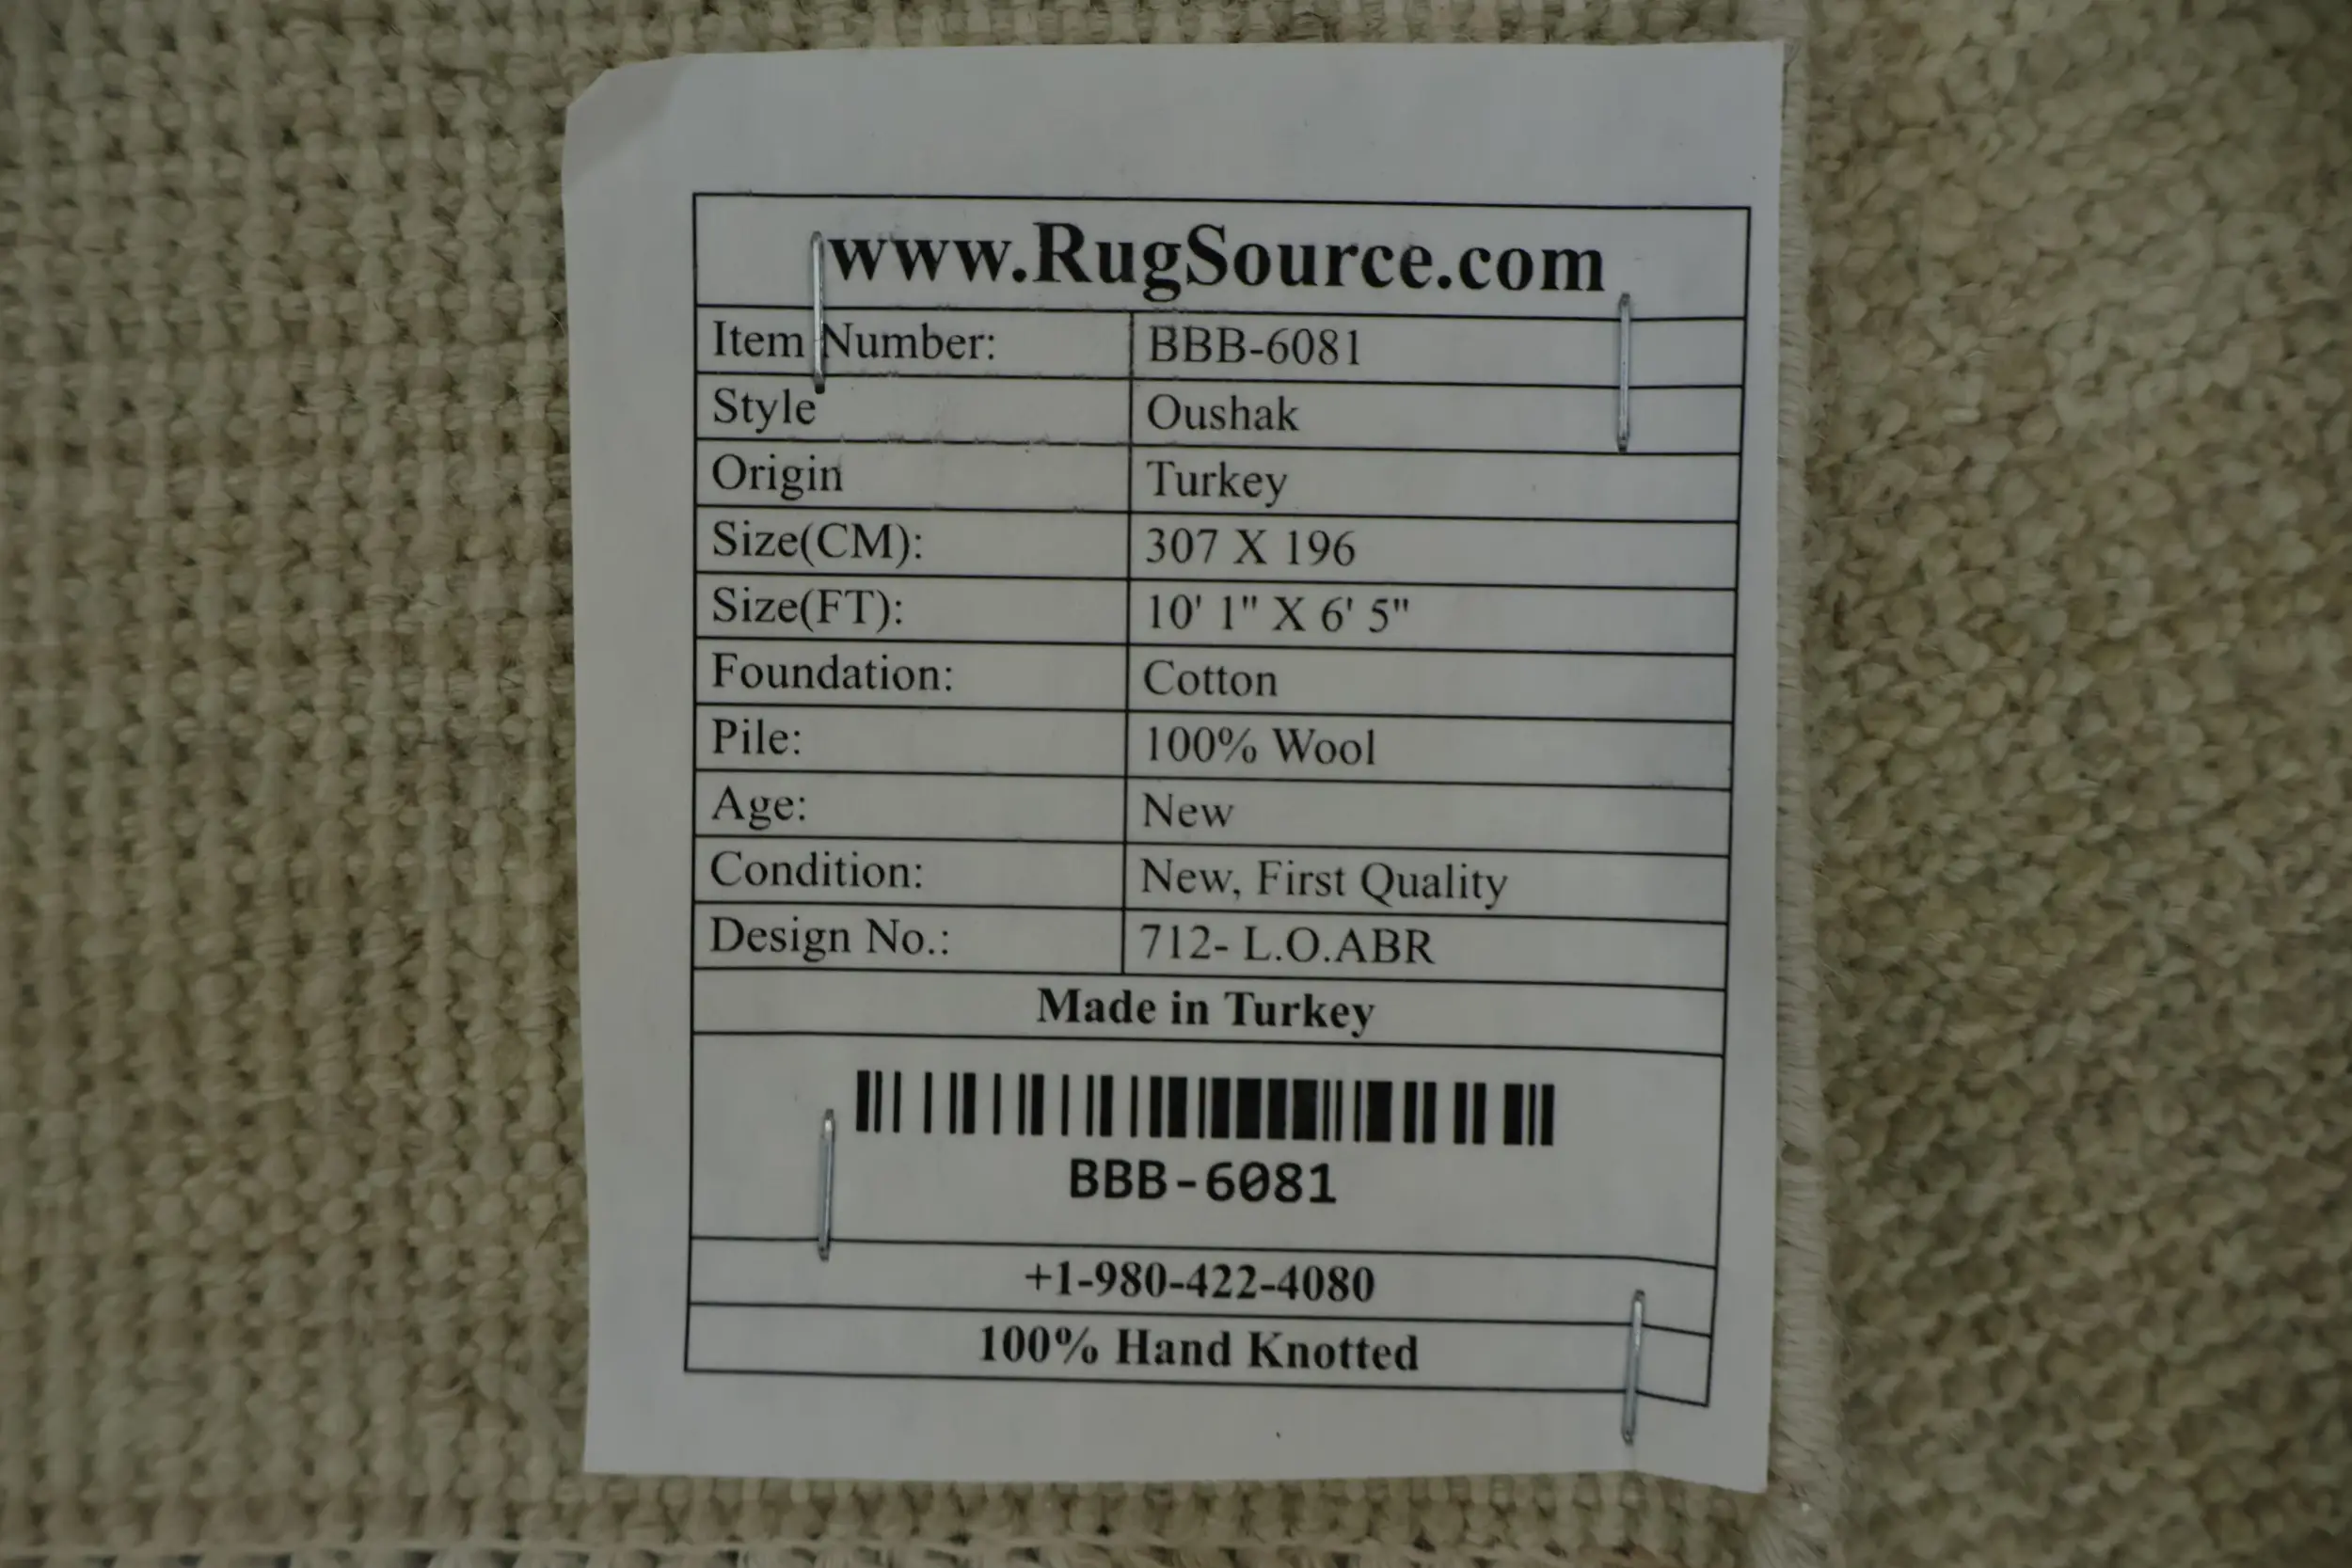 www.RugSource.com
Item Number: BBB-6081
Style Oushak
Origin Turkey
Size(CM): 307 X 196
Size(FT): 10' 1" X 6' 5"
Foundation: Cotton
Pile: 100% Wool
Age: New
Condition: New, First Quality
Design No.: 712- L.O.ABR
Made in Turkey
BBB-6081
+1-980-422-4080
100% Hand Knotted